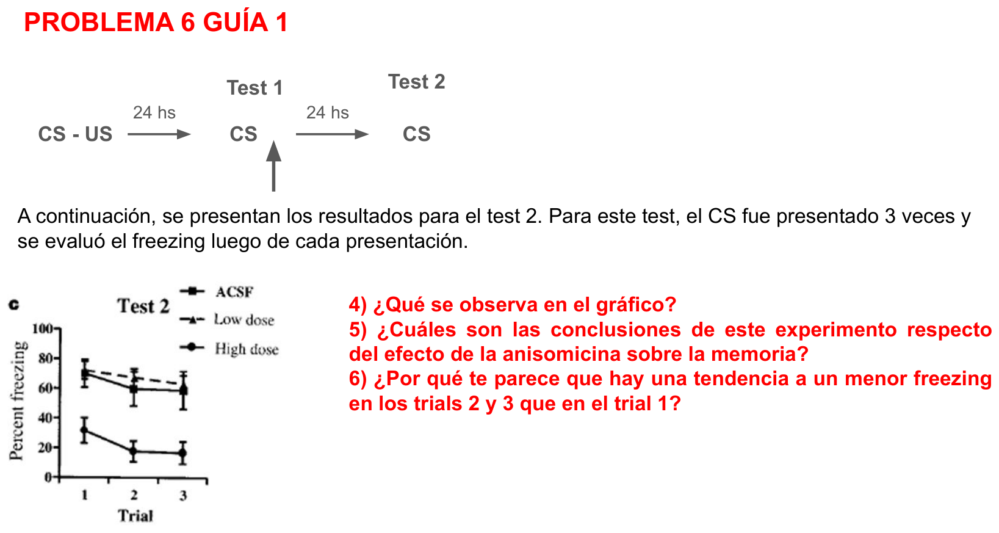 PROBLEMA 6 GUÍA 1
Test 1
Test 2
24 hs
24 hs
CS - US
CS
CS
A continuación, se presentan los resultados para el test 2. Para este test, el CS fue presentado 3 veces y
se evaluó el freezing luego de cada presentación.
c
Test 2
ACSF
Low dose
High dose
100
80
60
40
20
0
Percent freezing
1 2 3
Trial
4) ¿Qué se observa en el gráfico?
5) ¿Cuáles son las conclusiones de este experimento respecto
del efecto de la anisomicina sobre la memoria?
6) ¿Por qué te parece que hay una tendencia a un menor freezing
en los trials 2 y 3 que en el trial 1?